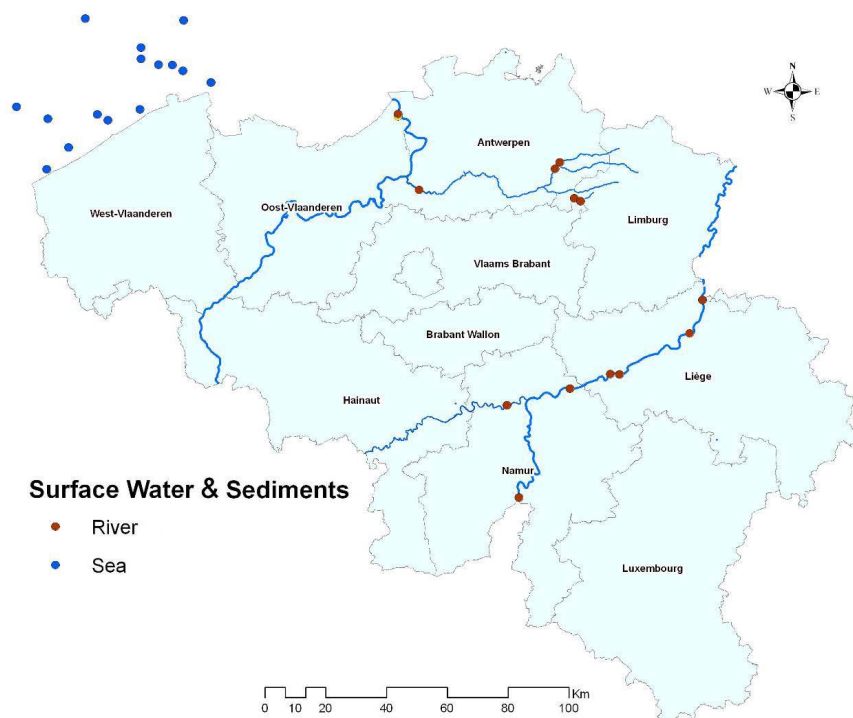 N
W E
S
Antwerpen
West-Vlaanderen
Oost-Vlaanderen
Limburg
Vlaams Brabant
Brabant Wallon
Liège
Hainaut
Namur
Surface Water & Sediments
River
Sea
Luxembourg
Km
0 10 20 40 60 80 100